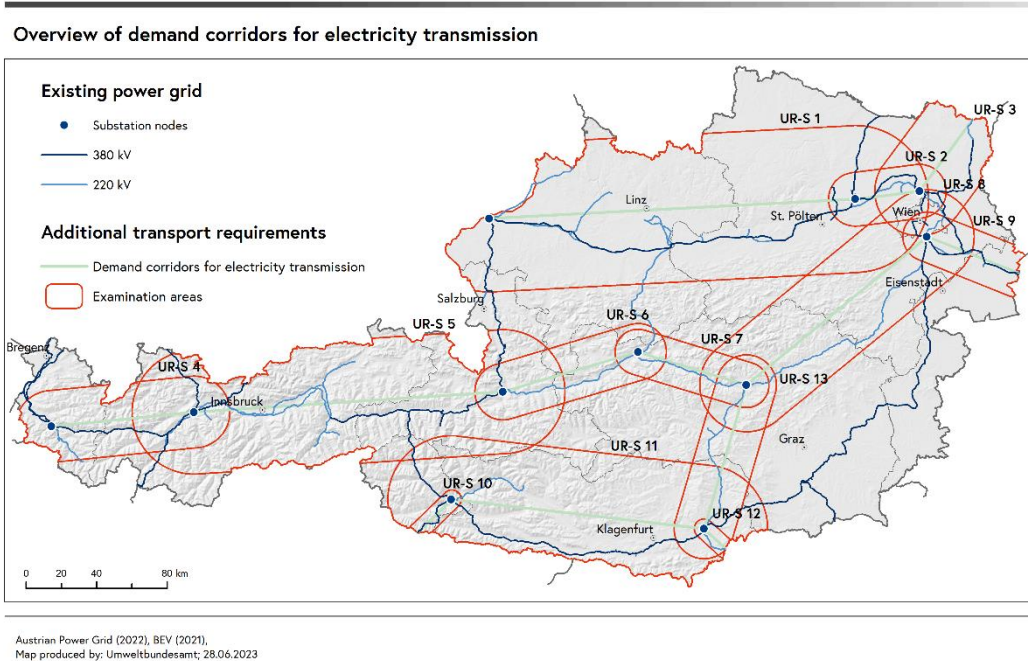 Overview of demand corridors for electricity transmission
Existing power grid
Substation nodes
380 kV
220 kV
Additional transport requirements
Demand corridors for electricity transmission
Examination areas
UR-S 1
UR-S 3
UR-S 2
UR-S 8
Linz
St. Pölten
Wien
UR-S 9
Eisenstadt
Salzburg
UR-S 5
UR-S 6
UR-S 7
Bregenz
UR-S 4
UR-S 13
Innsbruck
Graz
UR-S 11
UR-S 10
UR-S 12
Klagenfurt
0 20 40 80 km
Austrian Power Grid (2022), BEV (2021),
Map produced by: Umweltbundesamt; 28.06.2023